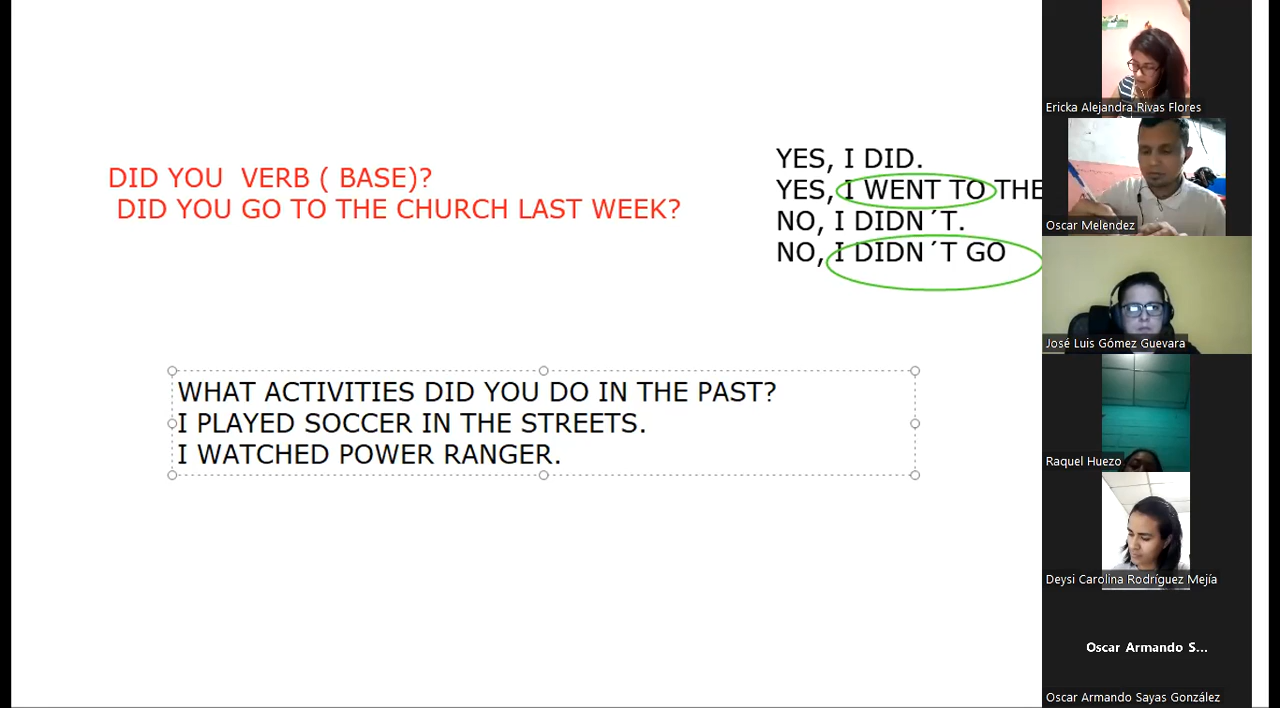 DID YOU VERB ( BASE)?
DID YOU GO TO THE CHURCH LAST WEEK?
YES, I DID.
YES, I WENT TO THE
NO, I DIDN´T.
NO, I DIDN´T GO
WHAT ACTIVITIES DID YOU DO IN THE PAST?
I PLAYED SOCCER IN THE STREETS.
I WATCHED POWER RANGER.
Ericka Alejandra Rivas Flores
Oscar Meléndez
José Luis Gómez Guevara
Raquel Huezo
Deysi Carolina Rodríguez Mejía
Oscar Armando S...
Oscar Armando Sayas González